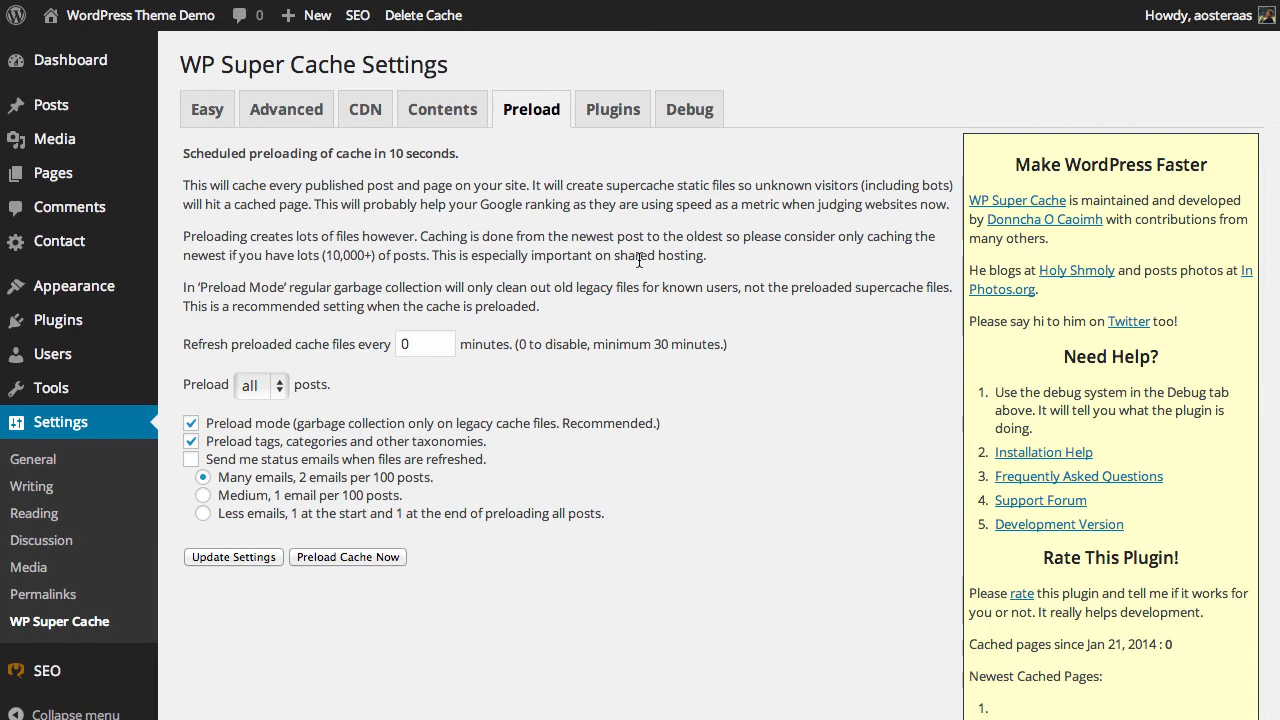 WordPress Theme Demo 0 New SEO Delete Cache Howdy, aosteraas
Dashboard
Posts
Media
Pages
Comments
Contact
Appearance
Plugins
Users
Tools
Settings
General
Writing
Reading
Discussion
Media
Permalinks
WP Super Cache
SEO
Collapse menu
WP Super Cache Settings
Easy Advanced CDN Contents Preload Plugins Debug
Scheduled preloading of cache in 10 seconds.
This will cache every published post and page on your site. It will create supercache static files so unknown visitors (including bots)
will hit a cached page. This will probably help your Google ranking as they are using speed as a metric when judging websites now.
Preloading creates lots of files however. Caching is done from the newest post to the oldest so please consider only caching the
newest if you have lots (10,000+) of posts. This is especially important on shared hosting.
In ‘Preload Mode’ regular garbage collection will only clean out old legacy files for known users, not the preloaded supercache files.
This is a recommended setting when the cache is preloaded.
Refresh preloaded cache files every 0 minutes. (0 to disable, minimum 30 minutes.)
Preload all posts.
Preload mode (garbage collection only on legacy cache files. Recommended.)
Preload tags, categories and other taxonomies.
Send me status emails when files are refreshed.
Many emails, 2 emails per 100 posts.
Medium, 1 email per 100 posts.
Less emails, 1 at the start and 1 at the end of preloading all posts.
Update Settings Preload Cache Now
Make WordPress Faster
WP Super Cache is maintained and developed
by Donncha O Caoimh with contributions from
many others.
He blogs at Holy Shmoly and posts photos at In
Photos.org.
Please say hi to him on Twitter too!
Need Help?
1. Use the debug system in the Debug tab
above. It will tell you what the plugin is
doing.
2. Installation Help
3. Frequently Asked Questions
4. Support Forum
5. Development Version
Rate This Plugin!
Please rate this plugin and tell me if it works for
you or not. It really helps development.
Cached pages since Jan 21, 2014 : 0
Newest Cached Pages:
1.